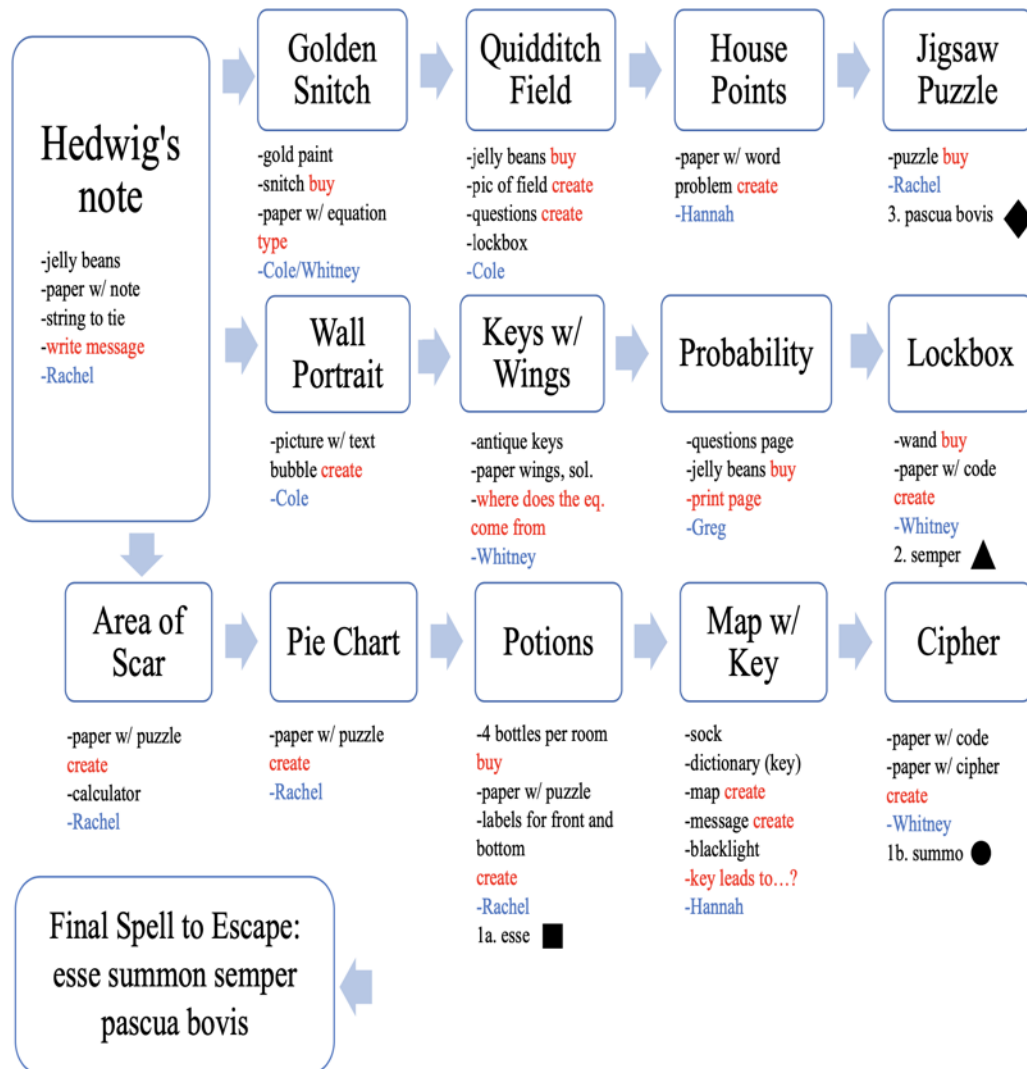 Hedwig's
note
-jelly beans
-paper w/ note
-string to tie
-write message
-Rachel
Golden
Snitch
-gold paint
-snitch buy
-paper w/ equation
type
-Cole/Whitney
Quidditch
Field
-jelly beans buy
-pic of field create
-questions create
-lockbox
-Cole
House
Points
-paper w/ word
problem create
-Hannah
Jigsaw
Puzzle
-puzzle buy
-Rachel
3. pascua bovis
Wall
Portrait
-picture w/ text
bubble create
-Cole
Keys w/
Wings
-antique keys
-paper wings, sol.
-where does the eq.
come from
-Whitney
Probability
-questions page
-jelly beans buy
-print page
-Greg
Lockbox
-wand buy
-paper w/ code
create
-Whitney
2. semper
Area of
Scar
-paper w/ puzzle
create
-calculator
-Rachel
Pie Chart
-paper w/ puzzle
create
-Rachel
Potions
-4 bottles per room
buy
-paper w/ puzzle
-labels for front and
bottom
create
-Rachel
1a. esse
Map w/
Key
-sock
-dictionary (key)
-map create
-message create
-blacklight
-key leads to…?
-Hannah
Cipher
-paper w/ code
-paper w/ cipher
create
-Whitney
1b. summo
Final Spell to Escape:
esse summon semper
pascua bovis